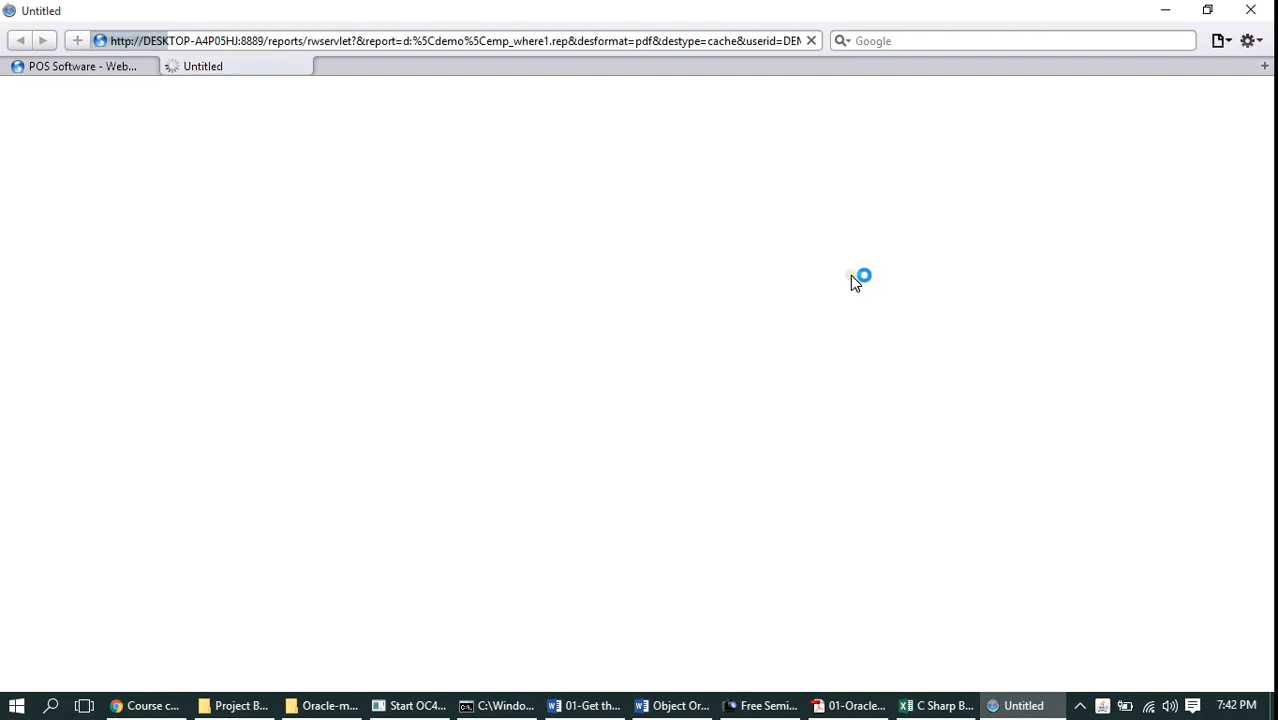 Untitled
http://DESKTOP-A4P05HJ:8889/reports/rwservlet?&report=d:%5Cdemo%5Cemp_where1.rep&desformat=pdf&destype=cache&userid=DEM
Google
POS Software - Web...
Untitled
Course c...
Project B...
Oracle-m...
Start OC4...
C:\Windo...
01-Get th...
Object Or...
Free Semi...
01-Oracle...
C Sharp B...
Untitled
7:42 PM